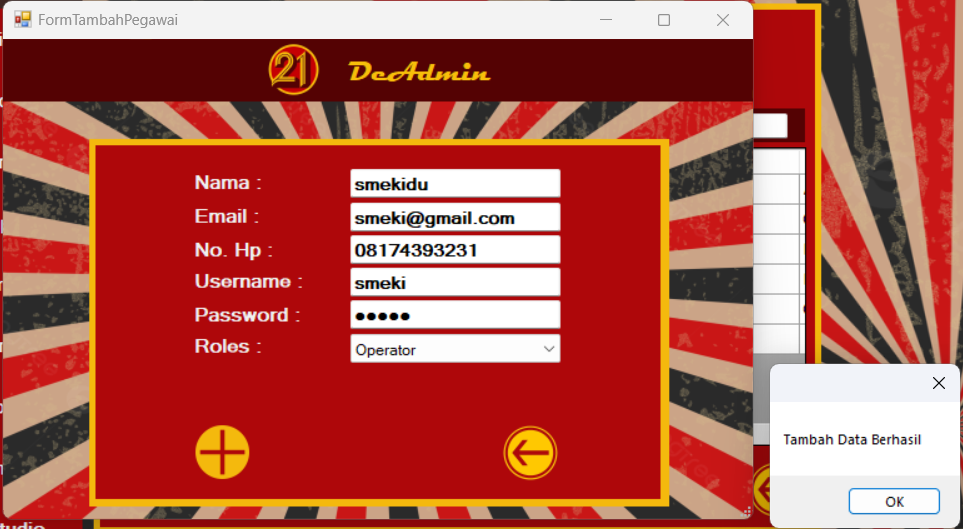 FormTambahPegawai
21 DeAdmin
Nama : smekidu
Email : smeki@gmail.com
No. Hp : 08174393231
Username : smeki
Password : •••••
Roles : Operator
Tambah Data Berhasil
OK